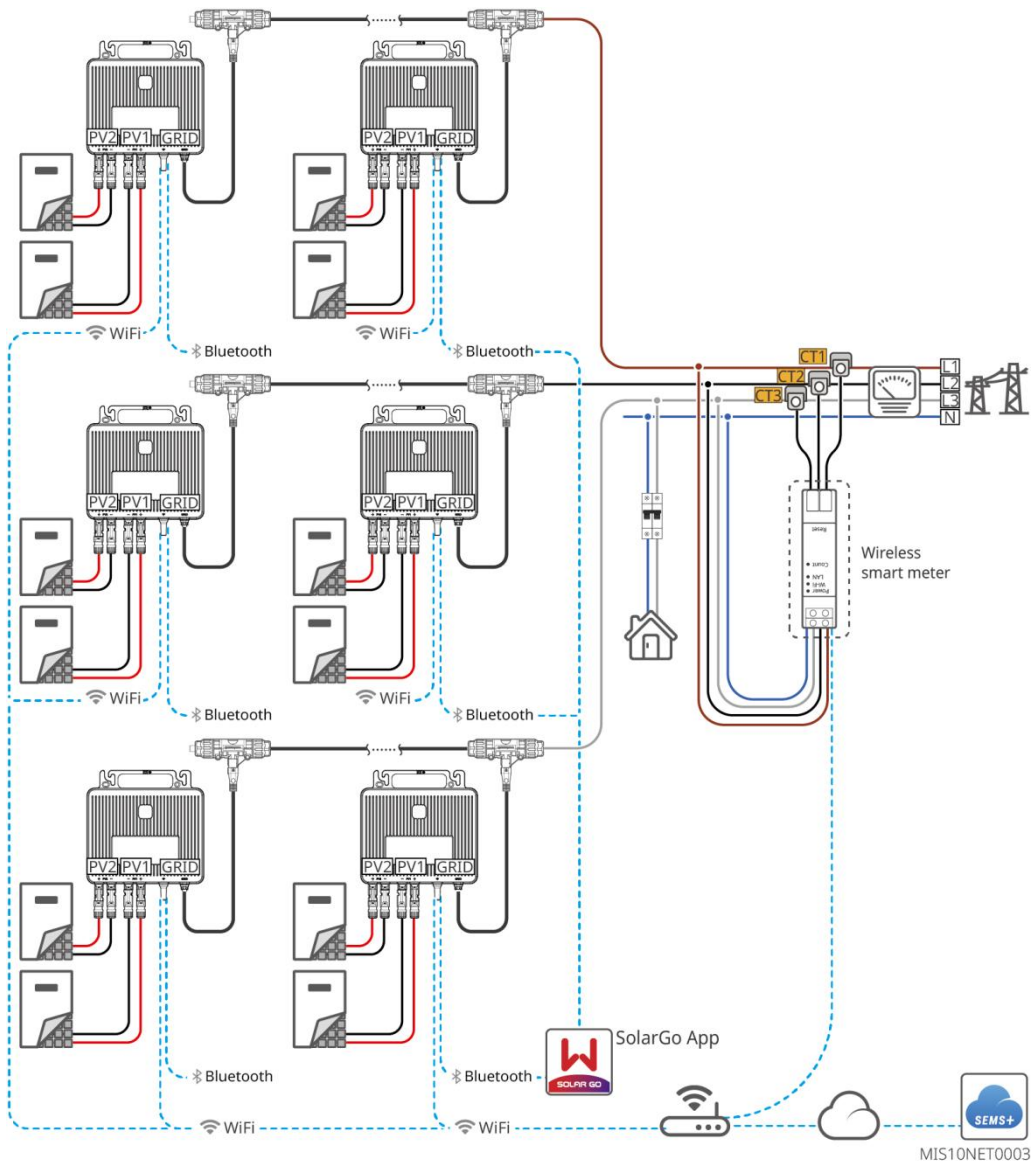 PV2 PV1 GRID
PV2 PV1 GRID
WiFi
WiFi
Bluetooth
Bluetooth
CT1
CT2
CT3
L1
L2
L3
N
PV2 PV1 GRID
PV2 PV1 GRID
Reset
Count
LAN
Wi-Fi
Power
Wireless
smart meter
WiFi
WiFi
Bluetooth
Bluetooth
PV2 PV1 GRID
PV2 PV1 GRID
SOLAR GO
SolarGo App
Bluetooth
Bluetooth
WiFi
WiFi
SEMS+
MIS10NET0003